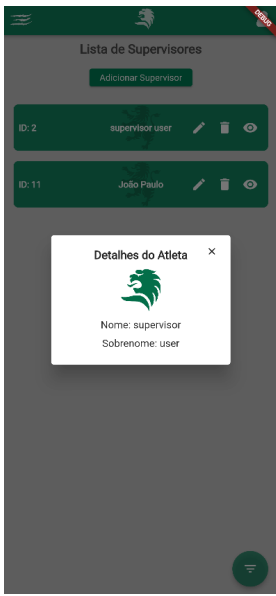 DEBUG
Lista de Supervisores
Adicionar Supervisor
ID: 2 supervisor user
ID: 11 João Paulo
Detalhes do Atleta ×
Nome: supervisor
Sobrenome: user